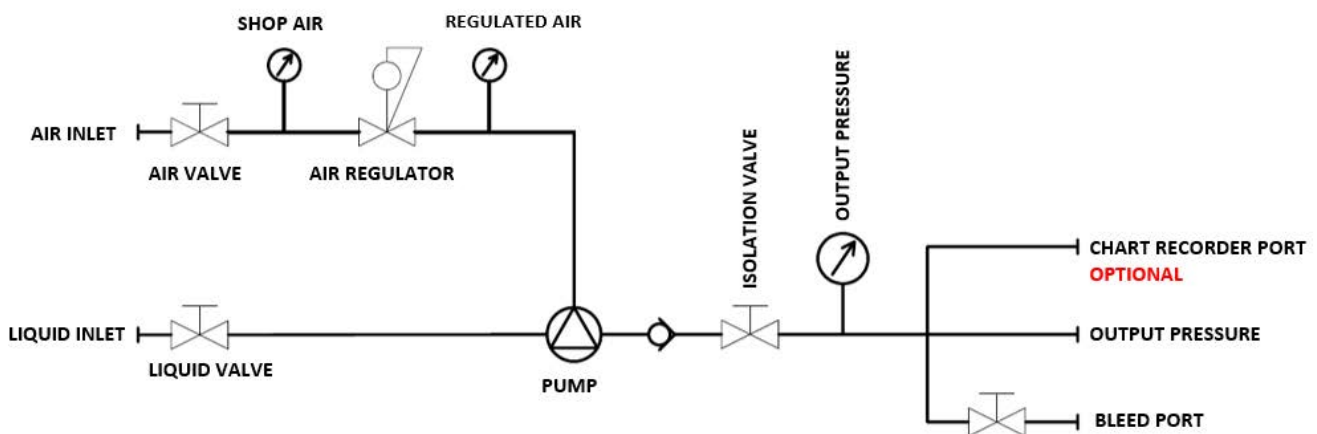 SHOP AIR
REGULATED AIR
AIR INLET
AIR VALVE
AIR REGULATOR
ISOLATION VALVE
OUTPUT PRESSURE
CHART RECORDER PORT
OPTIONAL
LIQUID INLET
OUTPUT PRESSURE
LIQUID VALVE
PUMP
BLEED PORT